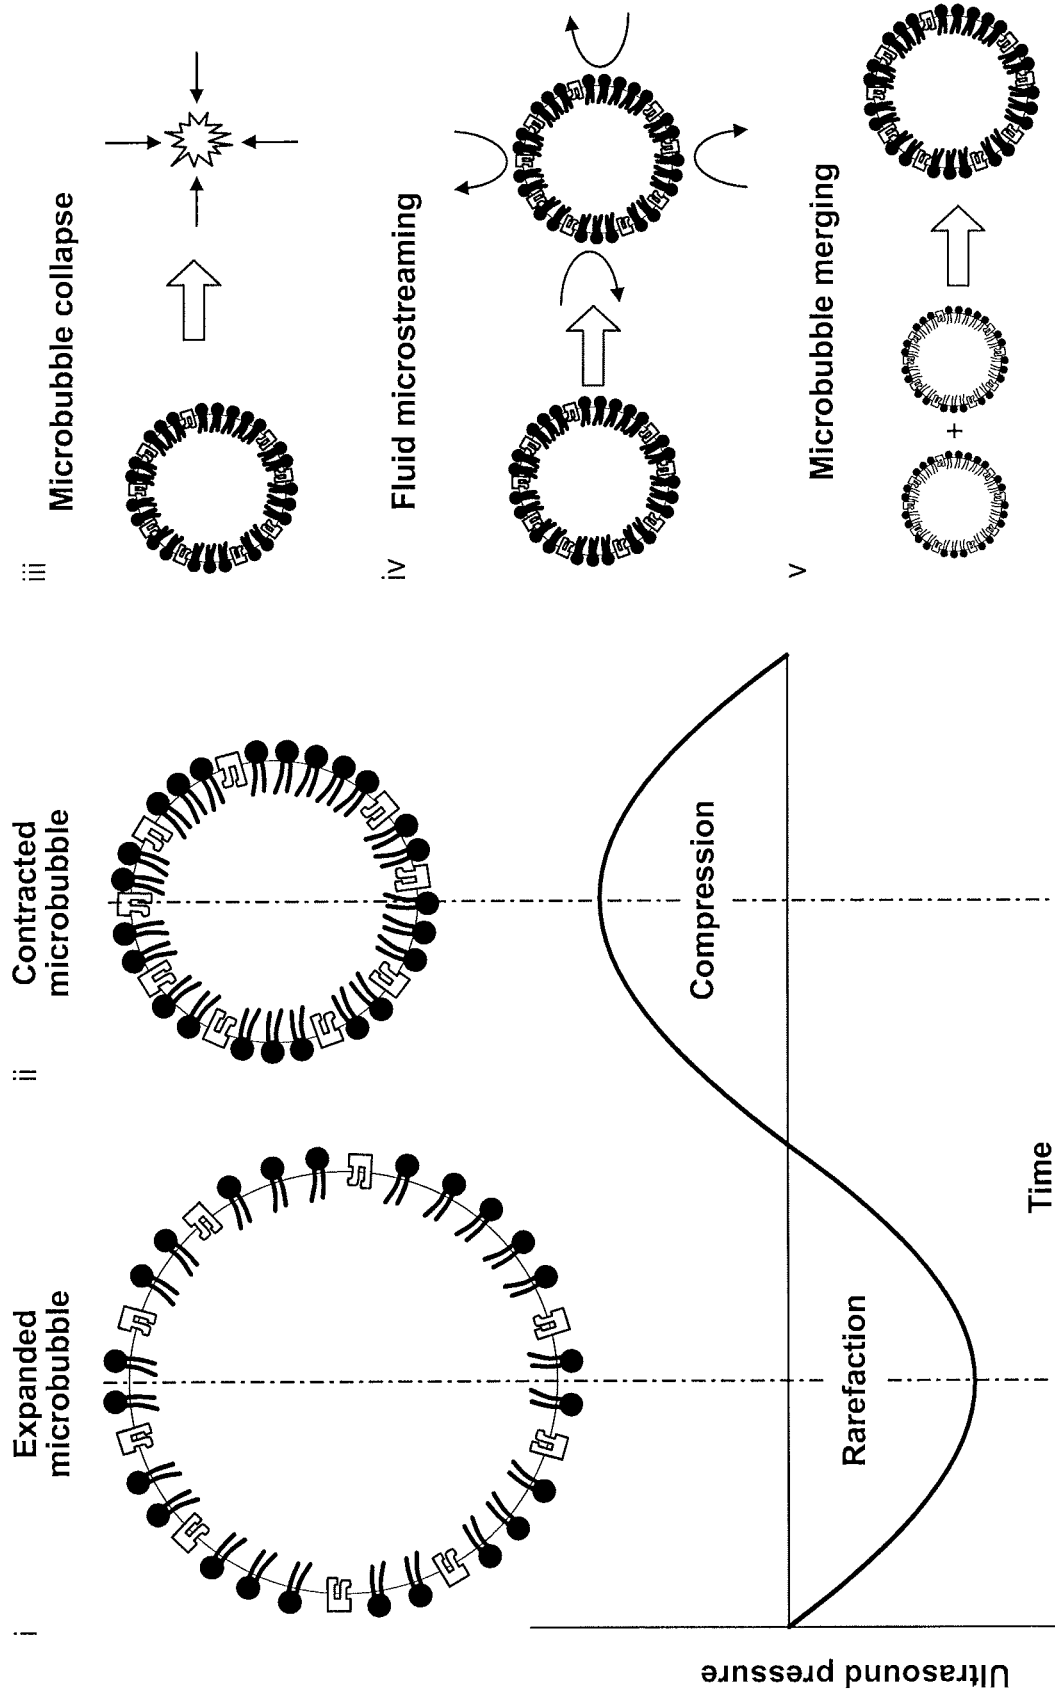 i
Expanded
microbubble
ii
Contracted
microbubble
Ultrasound pressure
Rarefaction
Compression
Time
iii
Microbubble collapse
iv
Fluid microstreaming
v
Microbubble merging
+